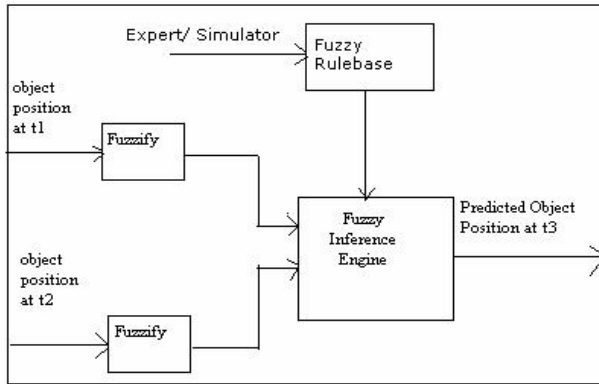 Expert/ Simulator
Fuzzy
Rulebase
object
position
at t1
Fuzzify
Fuzzy
Inference
Engine
Predicted Object
Position at t3
object
position
at t2
Fuzzify